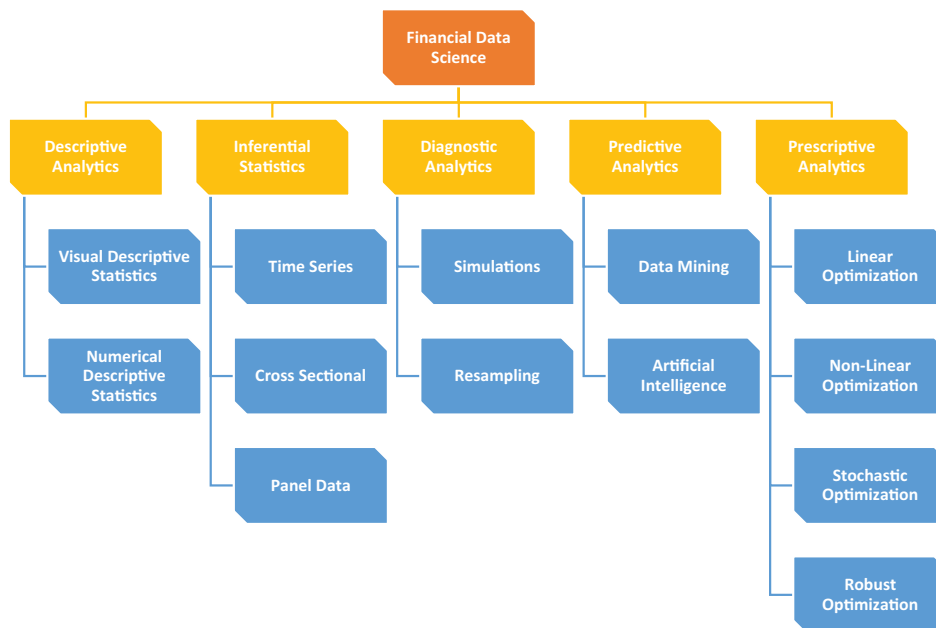 Financial Data
Science
Descriptive
Analytics
Inferential
Statistics
Diagnostic
Analytics
Predictive
Analytics
Prescriptive
Analytics
Visual Descriptive
Statistics
Time Series
Simulations
Data Mining
Linear
Optimization
Numerical
Descriptive
Statistics
Cross Sectional
Resampling
Artificial
Intelligence
Non-Linear
Optimization
Panel Data
Stochastic
Optimization
Robust
Optimization